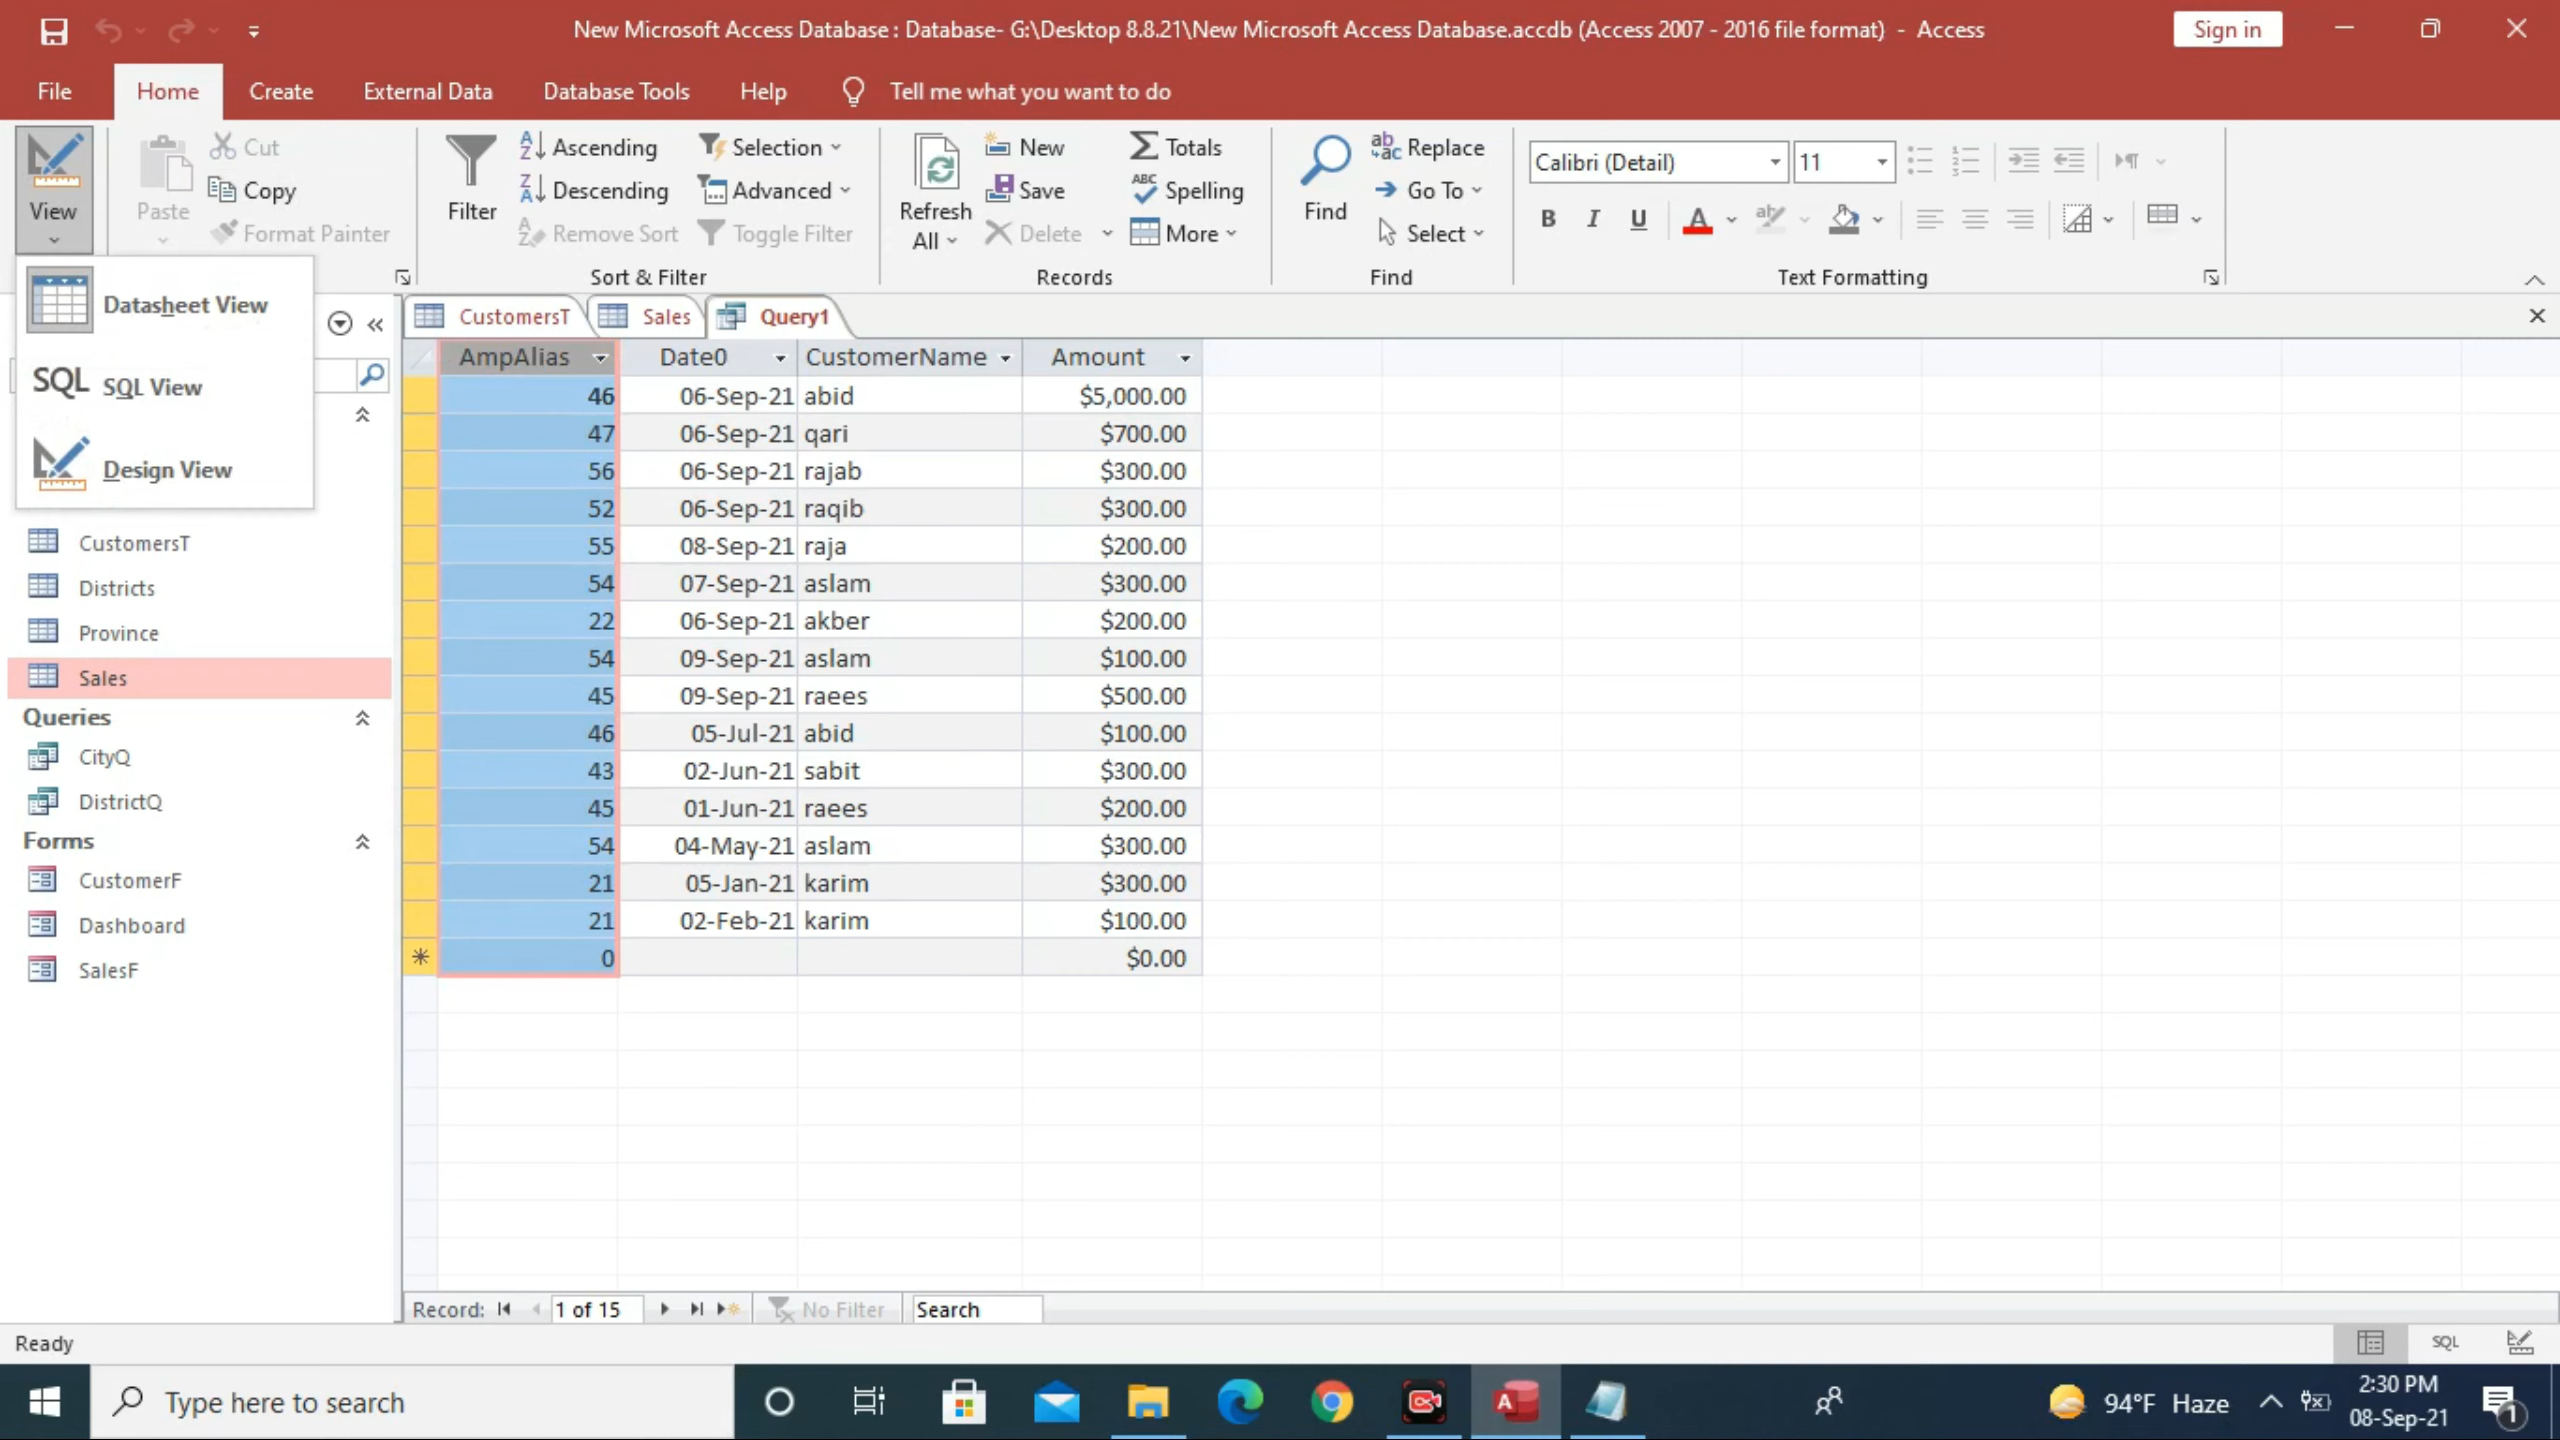 New Microsoft Access Database : Database- G:\Desktop 8.8.21\New Microsoft Access Database.accdb (Access 2007 - 2016 file format) - Access
Sign in
File Home Create External Data Database Tools Help Tell me what you want to do
View
Paste
Cut
Copy
Format Painter
Filter
Ascending
Descending
Remove Sort
Selection
Advanced
Toggle Filter
Sort & Filter
Refresh
All
New
Save
Delete
Totals
Spelling
More
Records
Find
Replace
Go To
Select
Find
Calibri (Detail) 11
B I U A
Text Formatting
Datasheet View
SQL SQL View
Design View
CustomersT
Districts
Province
Sales
Queries
CityQ
DistrictQ
Forms
CustomerF
Dashboard
SalesF
CustomersT Sales Query1
AmpAlias Date0 CustomerName Amount
46 06-Sep-21 abid $5,000.00
47 06-Sep-21 qari $700.00
56 06-Sep-21 rajab $300.00
52 06-Sep-21 raqib $300.00
55 08-Sep-21 raja $200.00
54 07-Sep-21 aslam $300.00
22 06-Sep-21 akber $200.00
54 09-Sep-21 aslam $100.00
45 09-Sep-21 raees $500.00
46 05-Jul-21 abid $100.00
43 02-Jun-21 sabit $300.00
45 01-Jun-21 raees $200.00
54 04-May-21 aslam $300.00
21 05-Jan-21 karim $300.00
21 02-Feb-21 karim $100.00
0 $0.00
Record: 1 of 15 No Filter Search
Ready
SQL
Type here to search
94°F Haze
2:30 PM
08-Sep-21
1